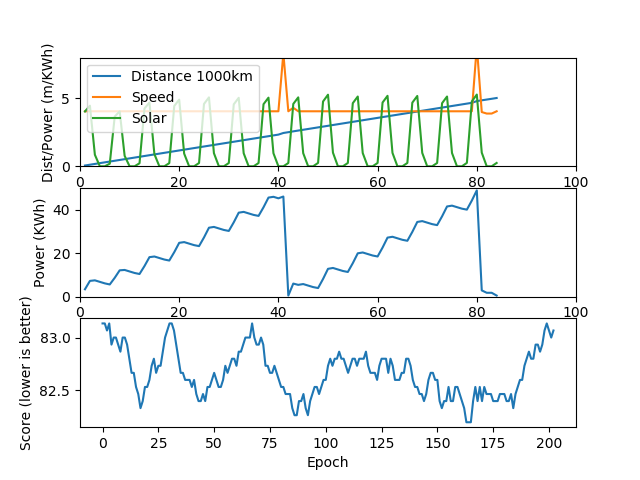 Dist/Power (m/KWh)
Distance 1000km
Speed
Solar
5
0
0 20 40 60 80 100
Power (KWh)
40
20
0
0 20 40 60 80 100
Score ((ower is better)
83.0
82.5
0 25 50 75 100 125 150 175 200
Epoch